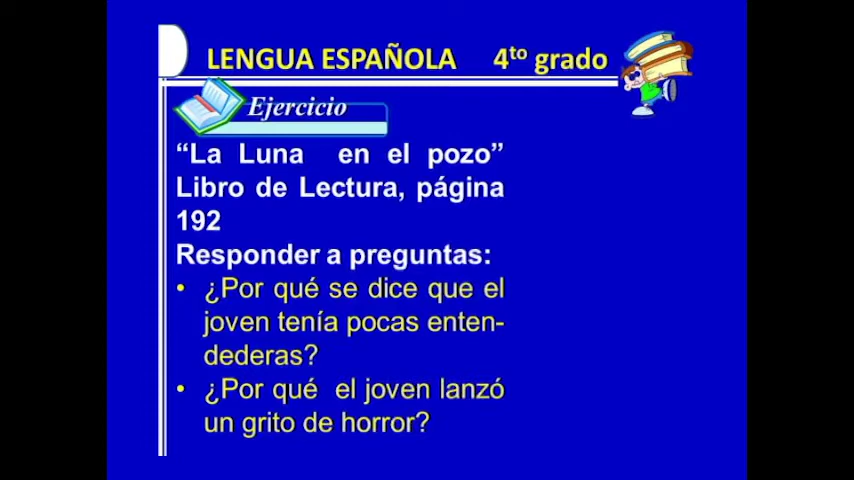 LENGUA ESPAÑOLA 4to grado
Ejercicio
“La Luna en el pozo”
Libro de Lectura, página
192
Responder a preguntas:
• ¿Por qué se dice que el
joven tenía pocas enten-
dederas?
• ¿Por qué el joven lanzó
un grito de horror?